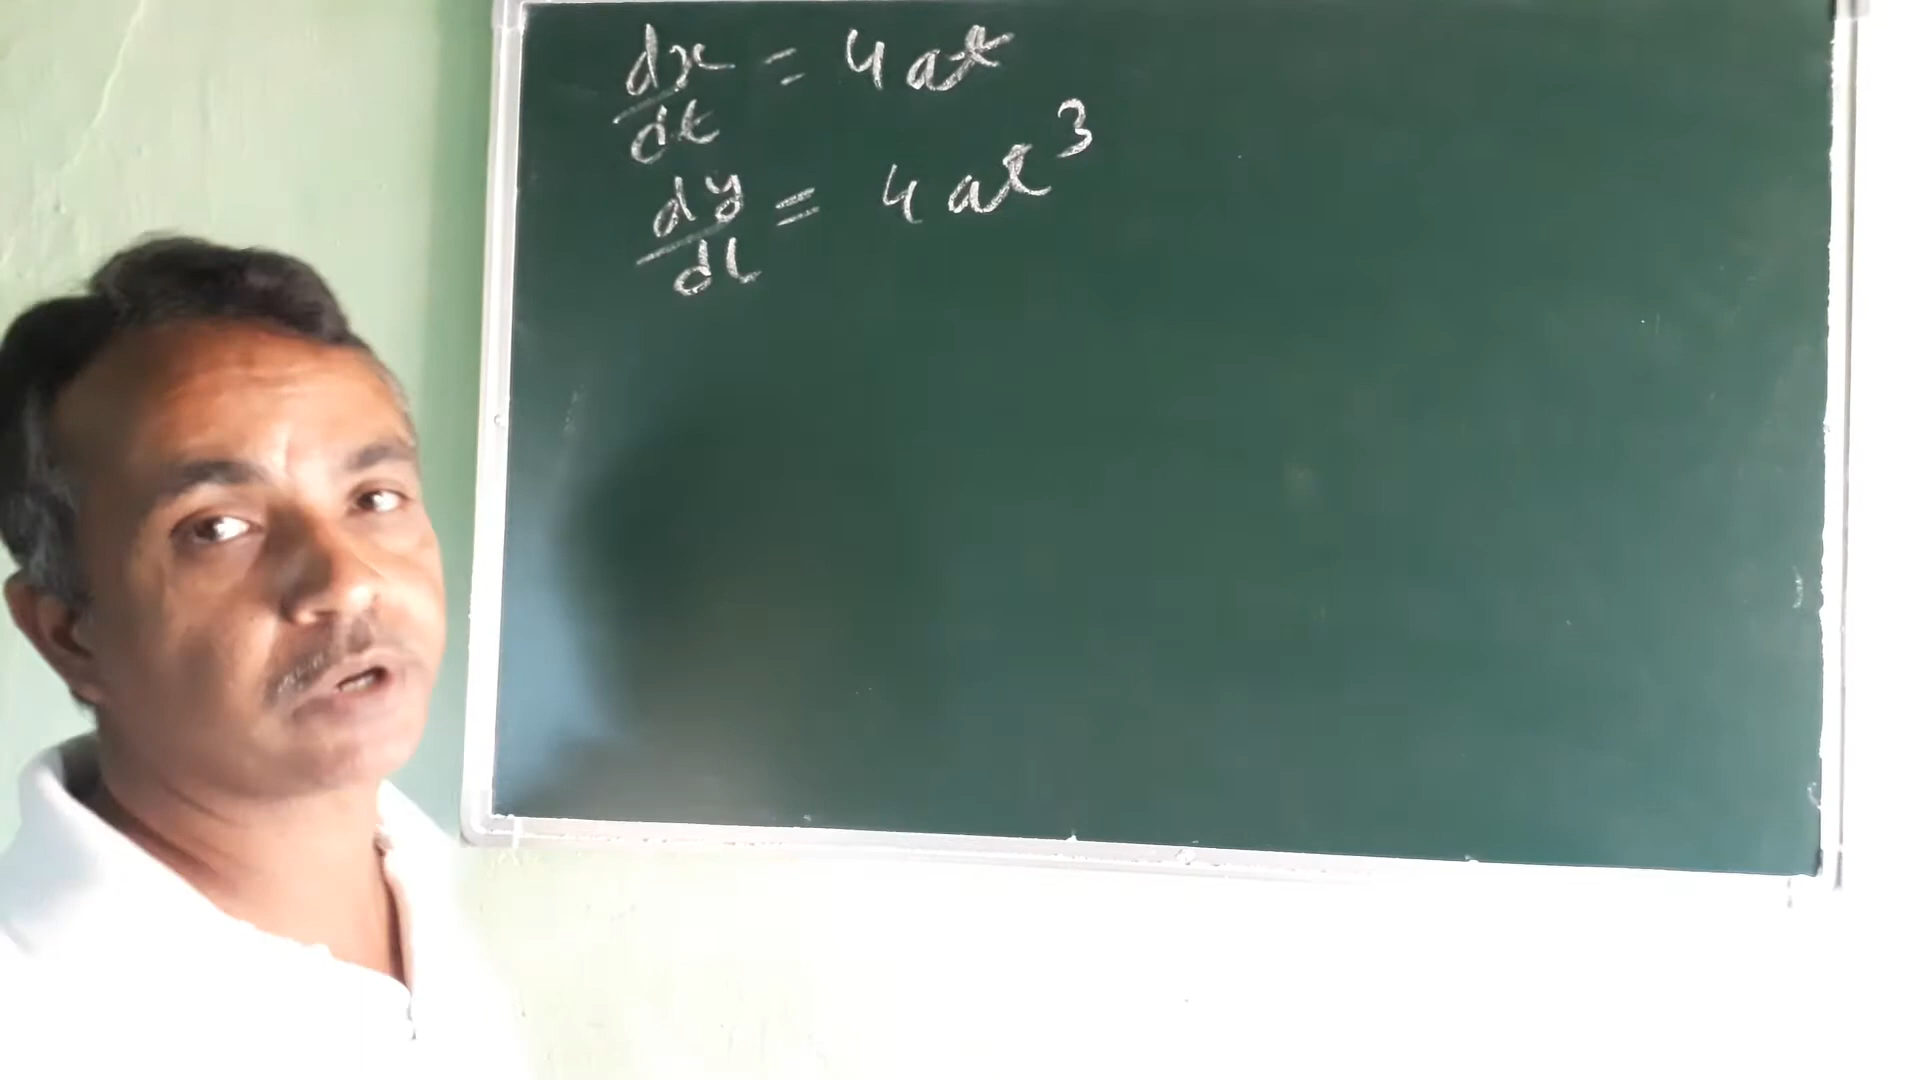 dx/dt = 4at
dy/dt = 4at³